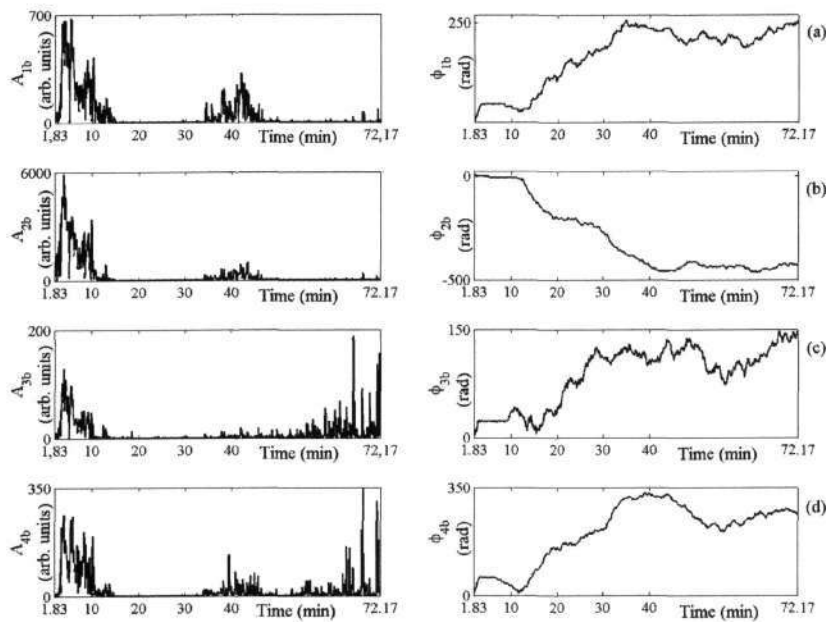 700
A1b
(arb. units)
0
1,83
10
20
30
40
Time (min)
72,17
250
ϕ1b
(rad)
1.83
10
20
30
40
Time (min)
72.17
(a)
6000
A2b
(arb. units)
0
1.83
10
20
30
40
Time (min)
72.17
0
ϕ2b
(rad)
-500
1.83
10
20
30
40
Time (min)
72.17
(b)
200
A3b
(arb. units)
0
1,83
10
20
30
40
Time (min)
72,17
150
ϕ3b
(rad)
0
1.83
10
20
30
40
Time (min)
72.17
(c)
350
A4b
(arb. units)
0
1.83
10
20
30
40
Time (min)
72.17
350
ϕ4b
(rad)
0
1.83
10
20
30
40
Time (min)
72.17
(d)